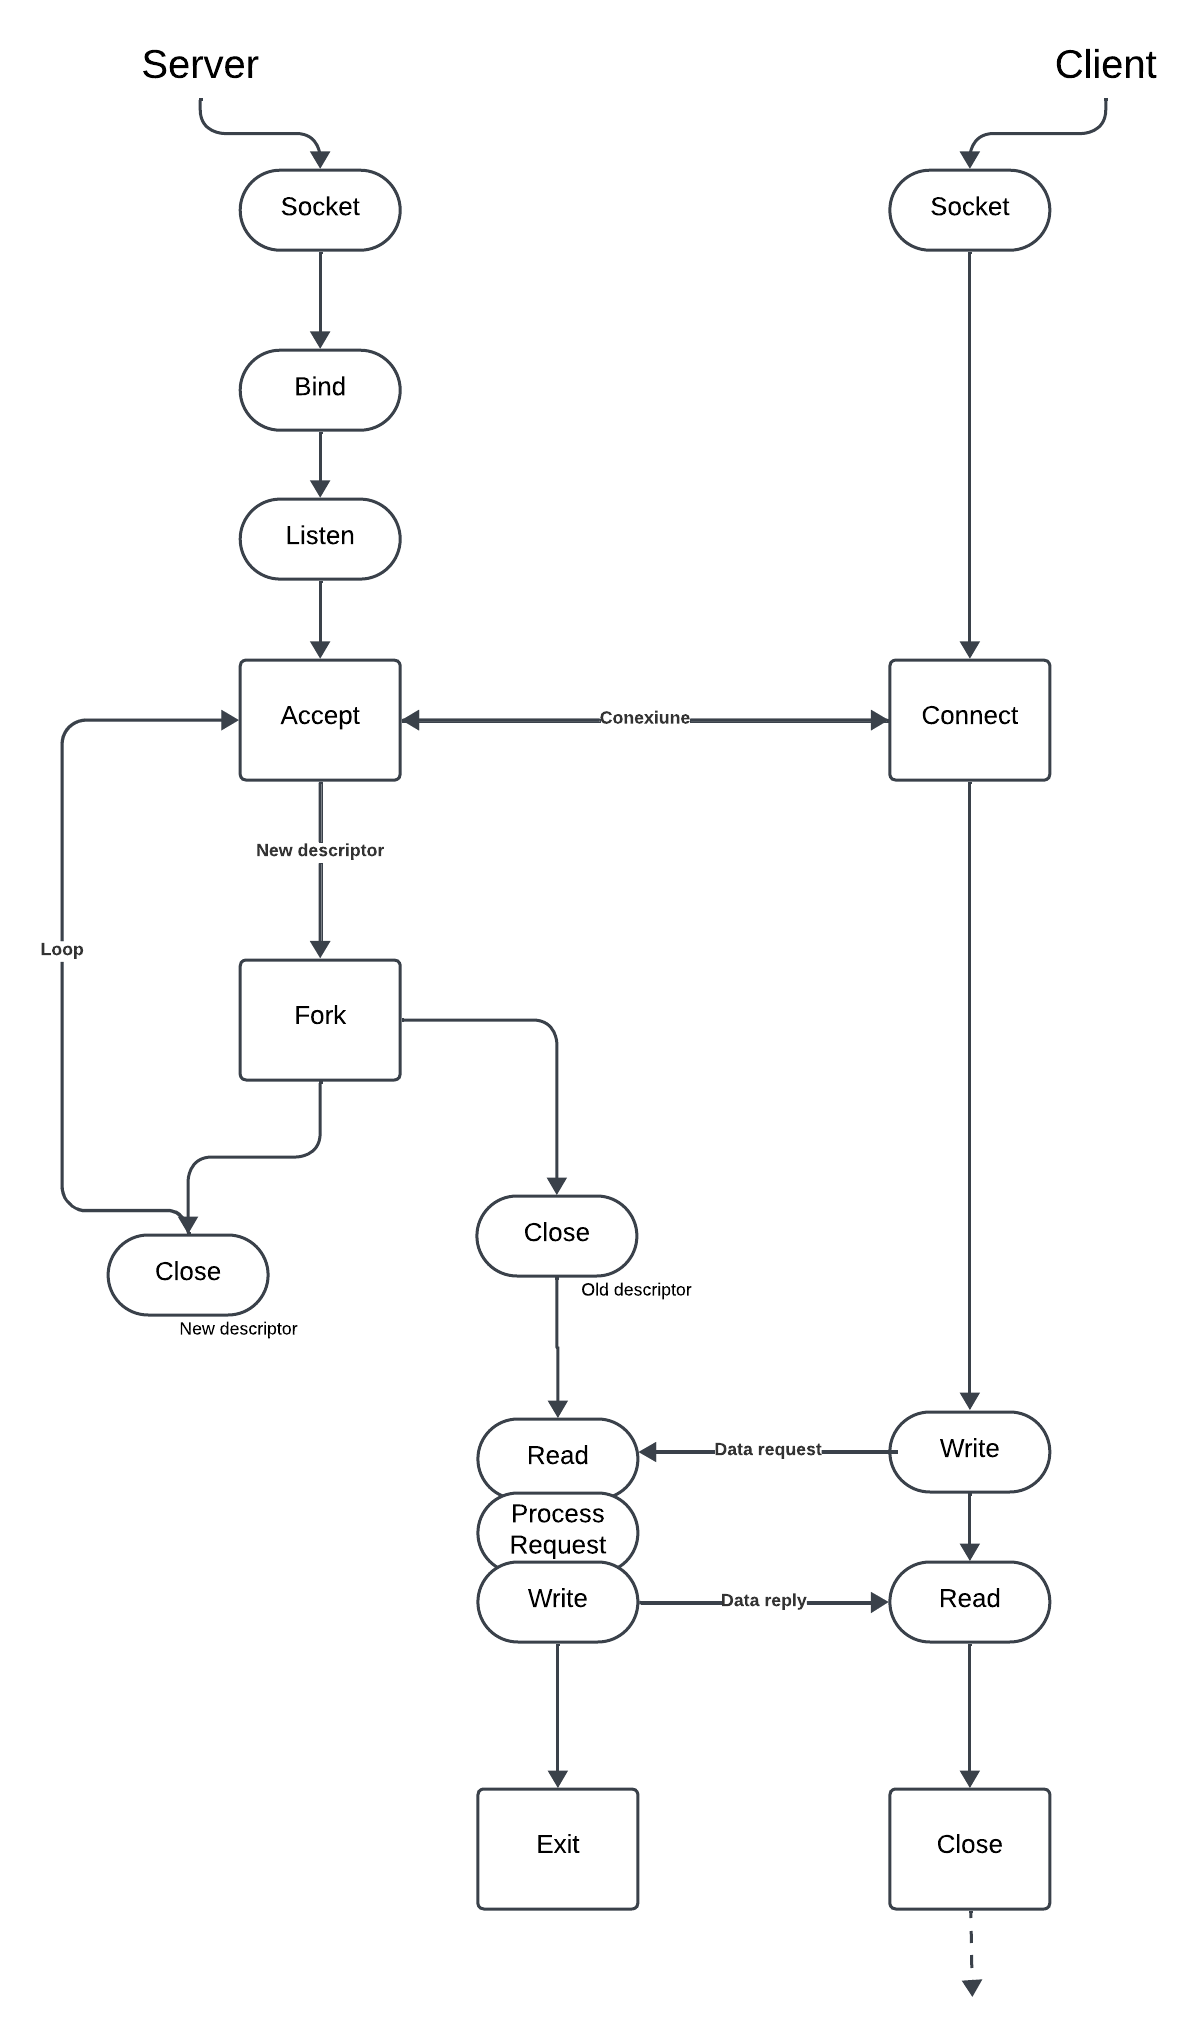 Server
Client
Socket
Socket
Bind
Listen
Accept
Conexiune
Connect
New descriptor
Loop
Fork
Close
Old descriptor
Close
New descriptor
Read
Data request
Write
Process
Request
Write
Data reply
Read
Exit
Close